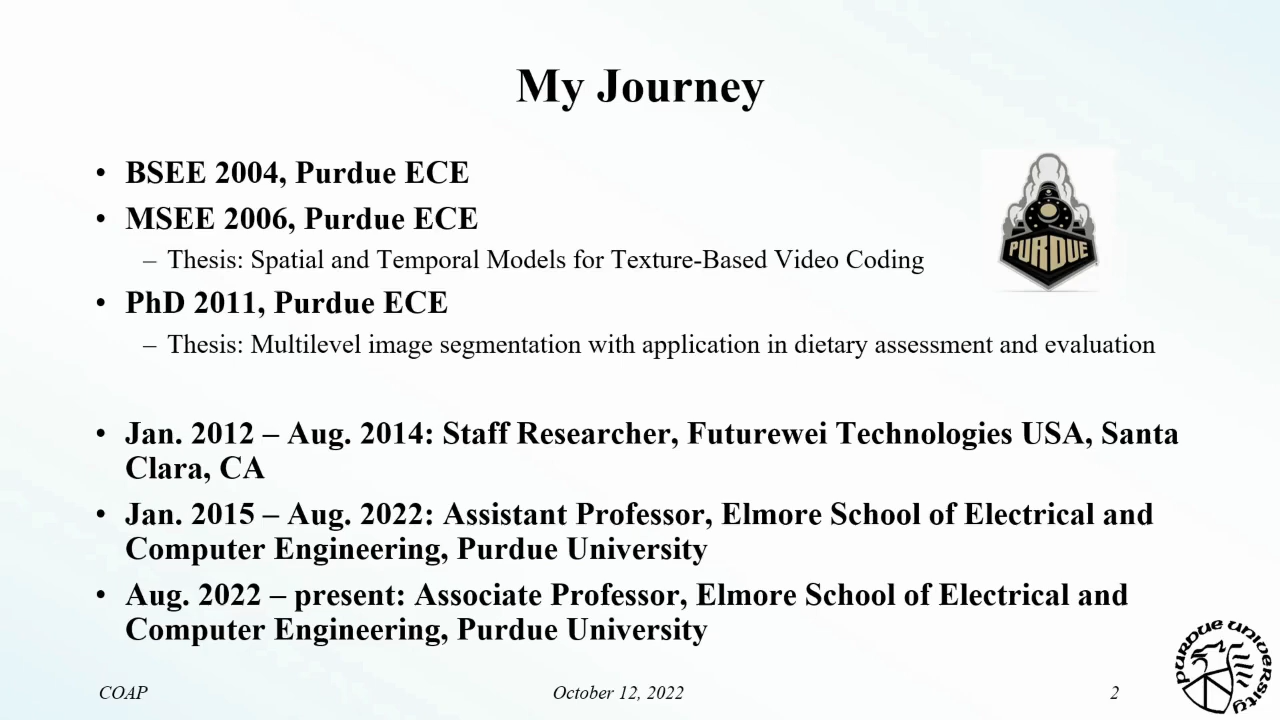 My Journey
• BSEE 2004, Purdue ECE
• MSEE 2006, Purdue ECE
– Thesis: Spatial and Temporal Models for Texture-Based Video Coding
PURDUE
• PhD 2011, Purdue ECE
– Thesis: Multilevel image segmentation with application in dietary assessment and evaluation
• Jan. 2012 – Aug. 2014: Staff Researcher, Futurewei Technologies USA, Santa
Clara, CA
• Jan. 2015 – Aug. 2022: Assistant Professor, Elmore School of Electrical and
Computer Engineering, Purdue University
• Aug. 2022 – present: Associate Professor, Elmore School of Electrical and
Computer Engineering, Purdue University
Purdue University
COAP
October 12, 2022
2